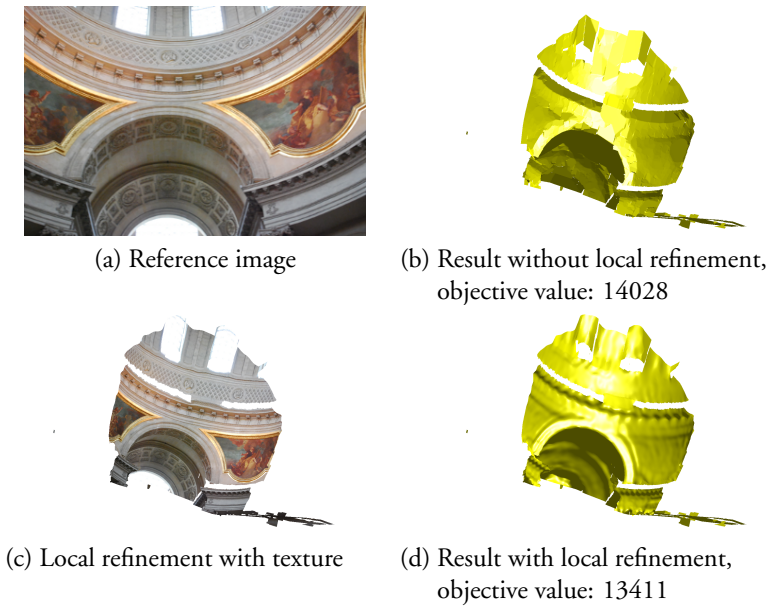 (a) Reference image
(b) Result without local refinement,
objective value: 14028
(c) Local refinement with texture
(d) Result with local refinement,
objective value: 13411